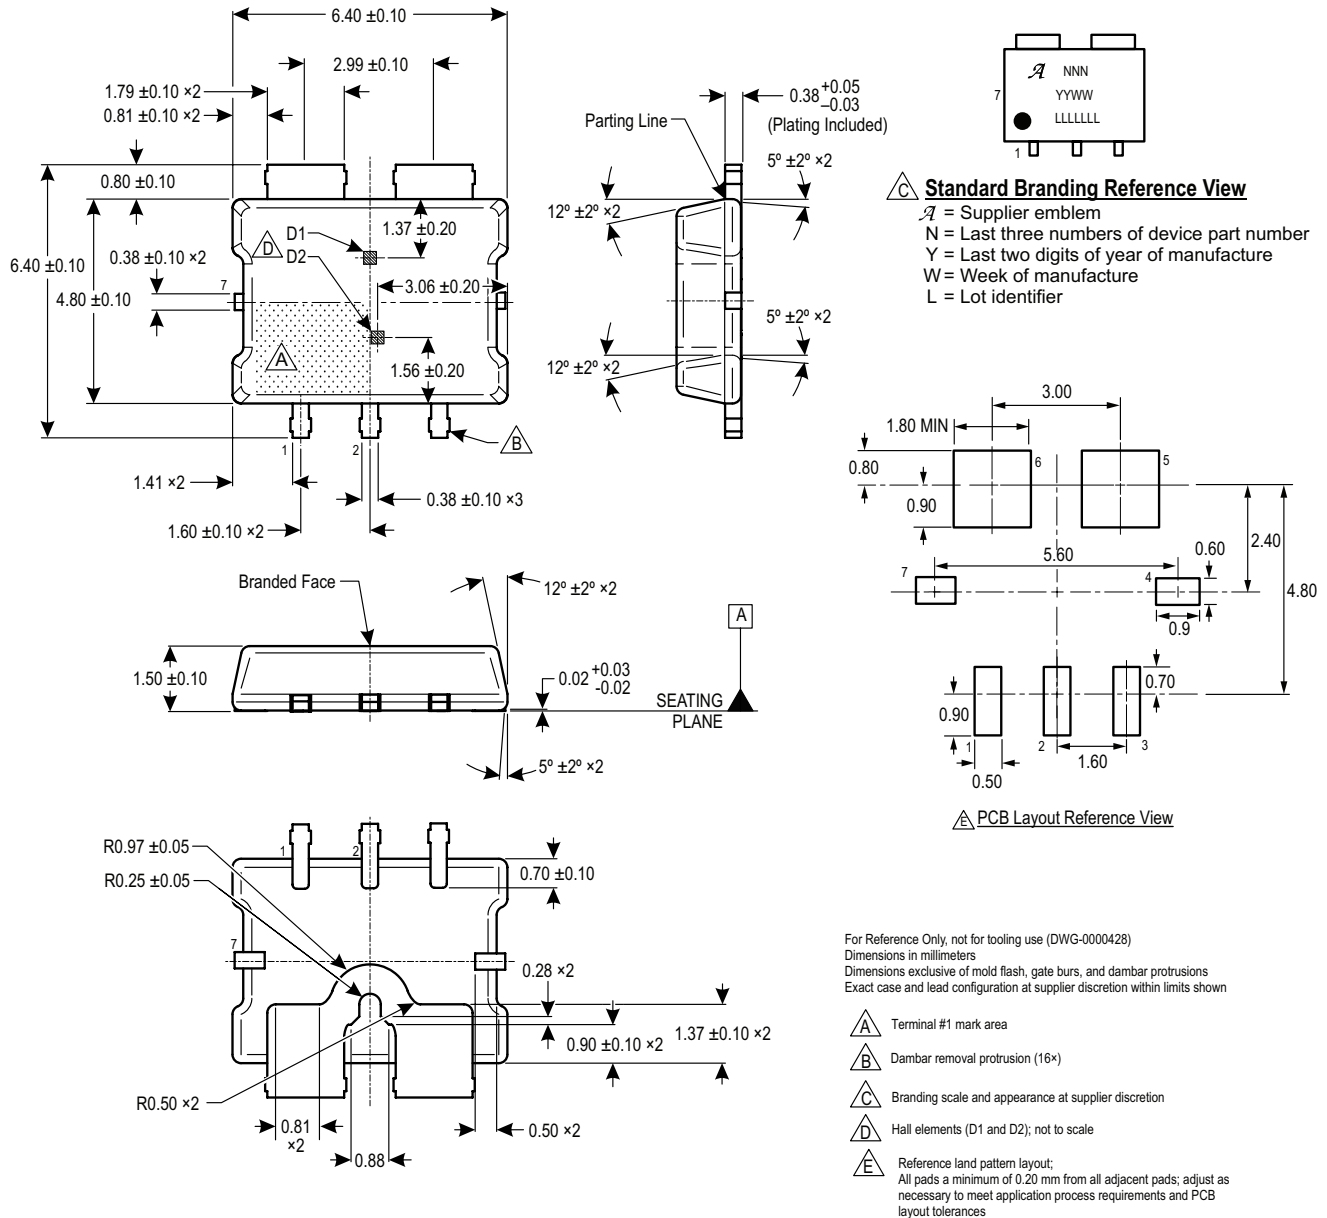 6.40 ±0.10
2.99 ±0.10
1.79 ±0.10 ×2
0.81 ±0.10 ×2
0.80 ±0.10
6.40 ±0.10
4.80 ±0.10
0.38 ±0.10 ×2
7
D
D1
D2
1.37 ±0.20
3.06 ±0.20
1.56 ±0.20
A
B
1
2
1.41 ×2
0.38 ±0.10 ×3
1.60 ±0.10 ×2
Parting Line
0.38 +0.05 –0.03
(Plating Included)
5º ±2º ×2
12º ±2º ×2
5º ±2º ×2
12º ±2º ×2
A NNN
7
YYWW
LLLLLLL
1
C Standard Branding Reference View
A = Supplier emblem
N = Last three numbers of device part number
Y = Last two digits of year of manufacture
W = Week of manufacture
L = Lot identifier
3.00
1.80 MIN
0.80
6
5
0.90
2.40
5.60
0.60
7
4
4.80
0.9
0.70
0.90
1
2
3
1.60
0.50
E PCB Layout Reference View
Branded Face
12º ±2º ×2
A
1.50 ±0.10
0.02 +0.03 -0.02
SEATING
PLANE
5º ±2º ×2
R0.97 ±0.05
R0.25 ±0.05
1
2
0.70 ±0.10
7
0.28 ×2
1.37 ±0.10 ×2
0.90 ±0.10 ×2
R0.50 ×2
0.81
×2
0.50 ×2
0.88
For Reference Only, not for tooling use (DWG-0000428)
Dimensions in millimeters
Dimensions exclusive of mold flash, gate burs, and dambar protrusions
Exact case and lead configuration at supplier discretion within limits shown
A Terminal #1 mark area
B Dambar removal protrusion (16×)
C Branding scale and appearance at supplier discretion
D Hall elements (D1 and D2); not to scale
E Reference land pattern layout;
All pads a minimum of 0.20 mm from all adjacent pads; adjust as
necessary to meet application process requirements and PCB
layout tolerances